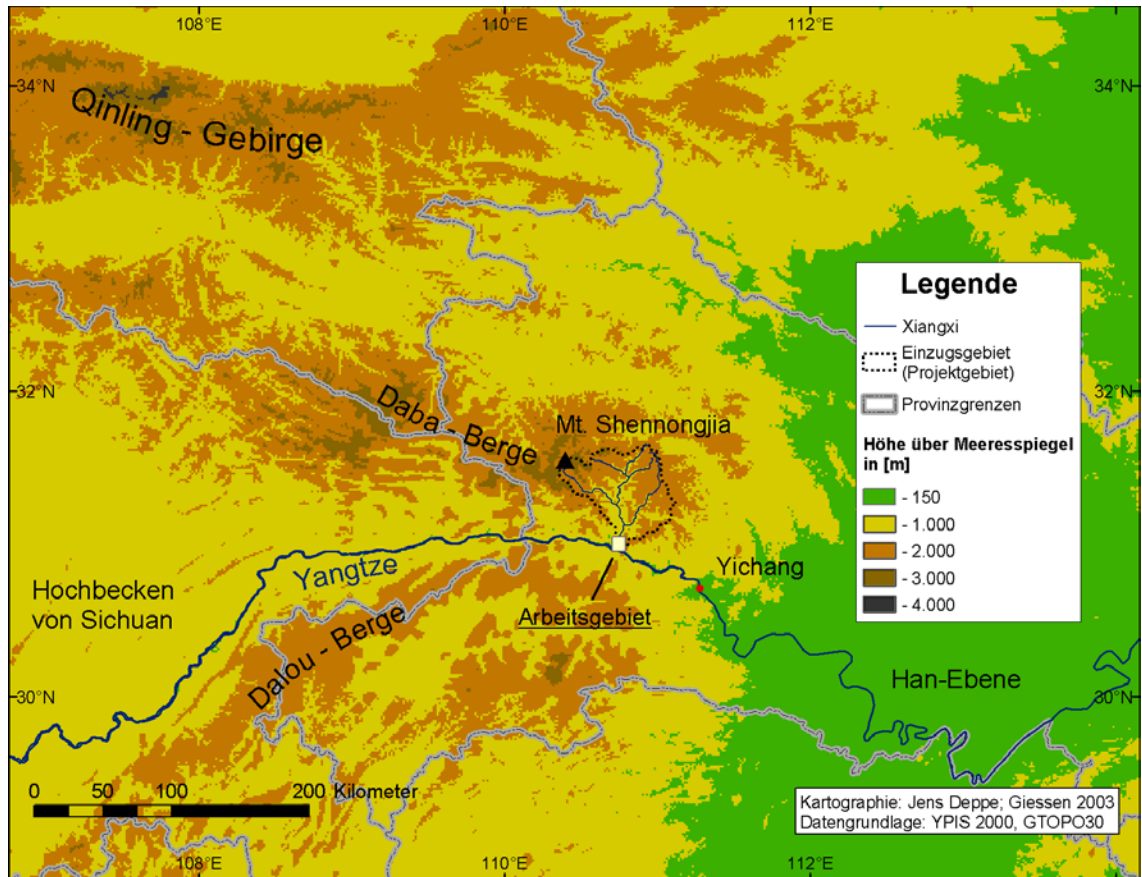 108°E
110°E
112°E
34°N
34°N
Qinling - Gebirge
Legende
Xiangxi
Einzugsgebiet
(Projektgebiet)
Provinzgrenzen
Höhe über Meeresspiegel
in [m]
- 150
- 1.000
- 2.000
- 3.000
- 4.000
32°N
32°N
Daba - Berge
Mt. Shennongjia
Yangtze
Yichang
Hochbecken
von Sichuan
Arbeitsgebiet
Dalou - Berge
30°N
Han-Ebene
30°N
0 50 100 200 Kilometer
Kartographie: Jens Deppe; Giessen 2003
Datengrundlage: YPIS 2000, GTOPO30
108°E
110°E
112°E